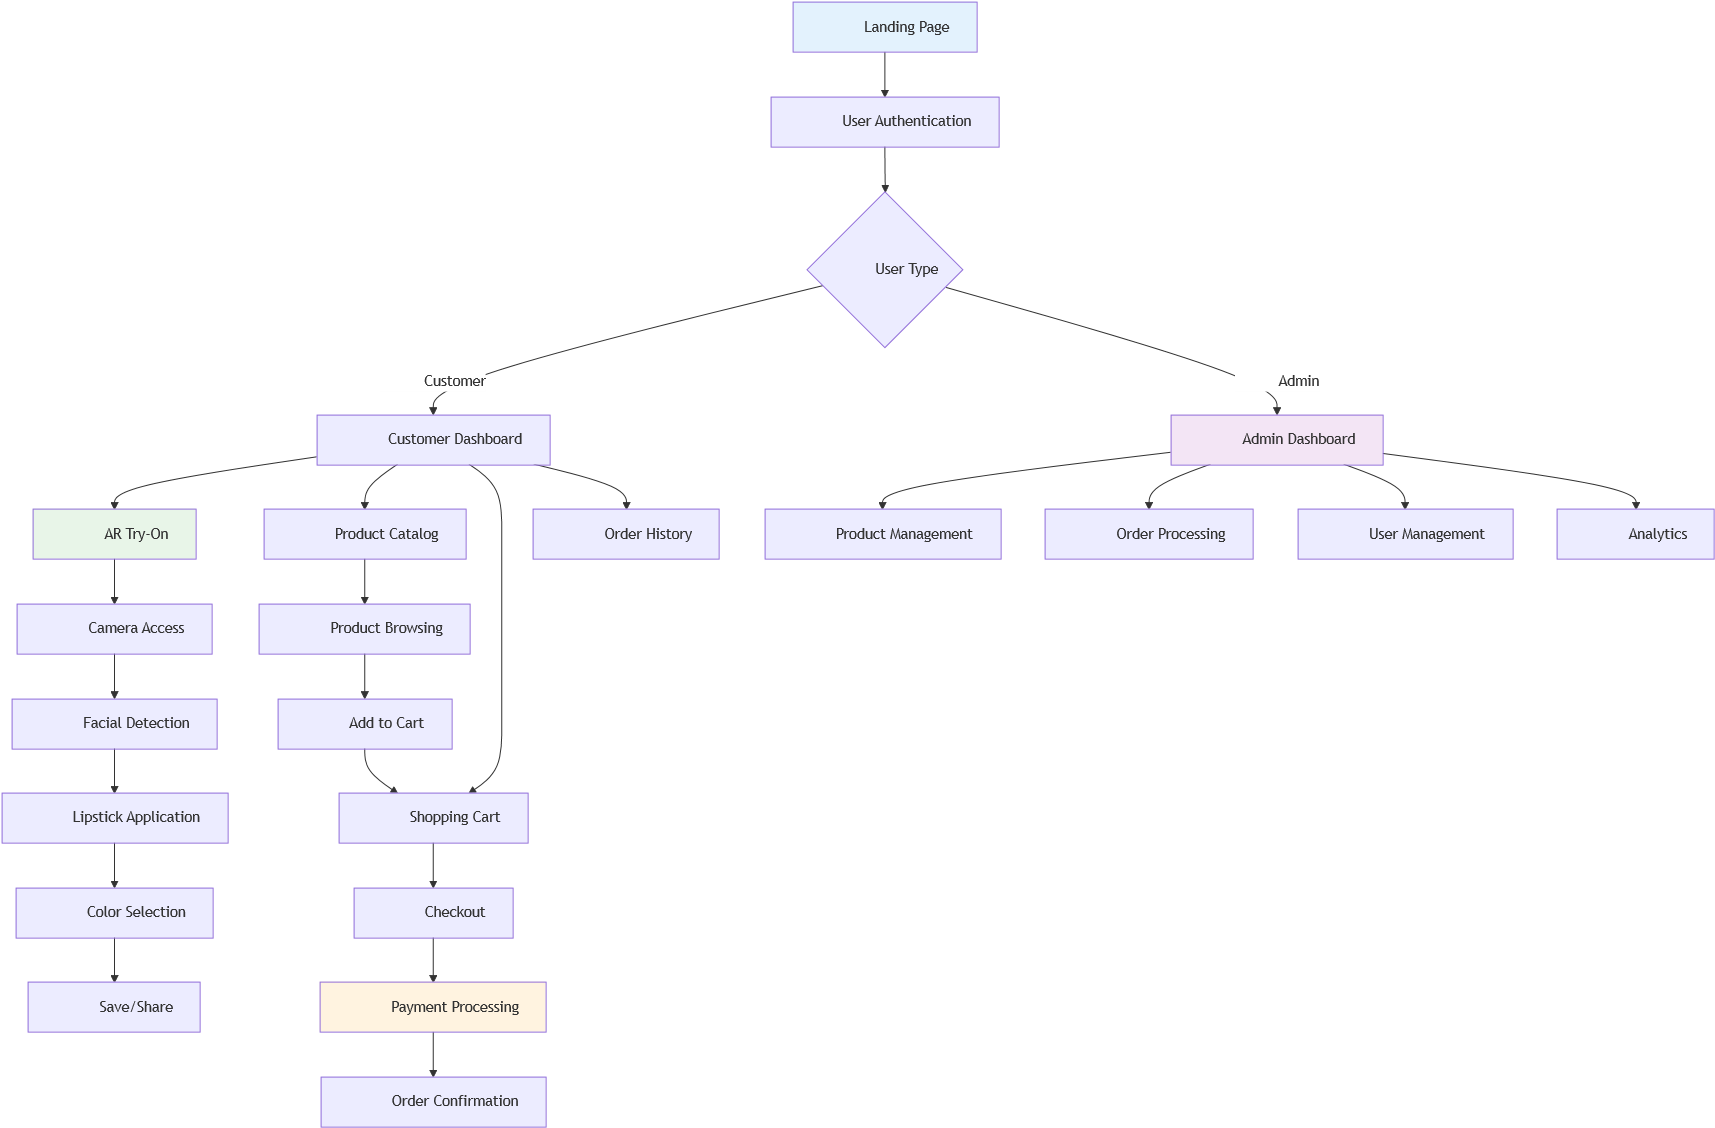 Landing Page
User Authentication
User Type
Customer
Admin
Customer Dashboard
Admin Dashboard
AR Try-On
Product Catalog
Order History
Product Management
Order Processing
User Management
Analytics
Camera Access
Product Browsing
Facial Detection
Add to Cart
Lipstick Application
Shopping Cart
Color Selection
Checkout
Save/Share
Payment Processing
Order Confirmation